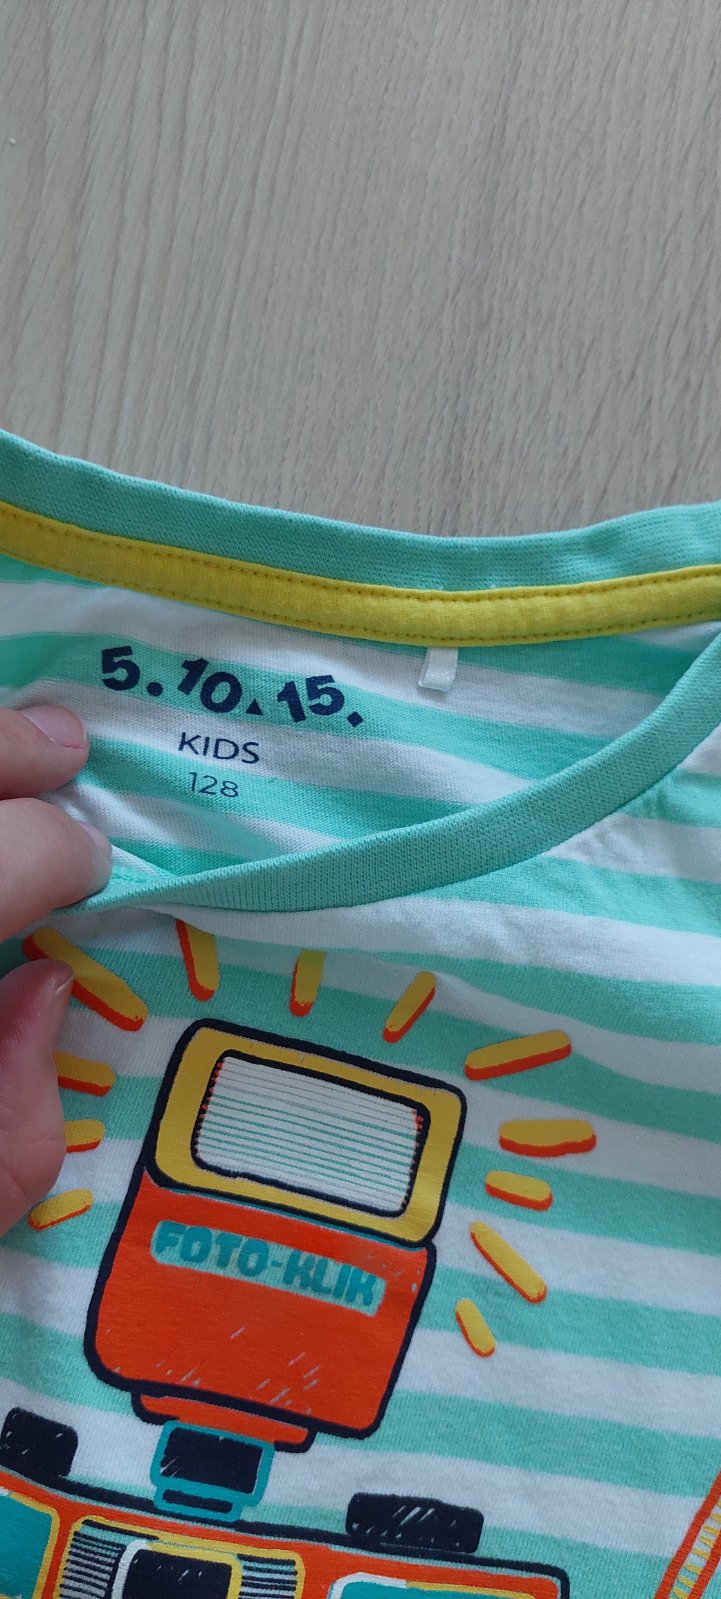 5.10.15.
KIDS
128
FOTO-KLIK